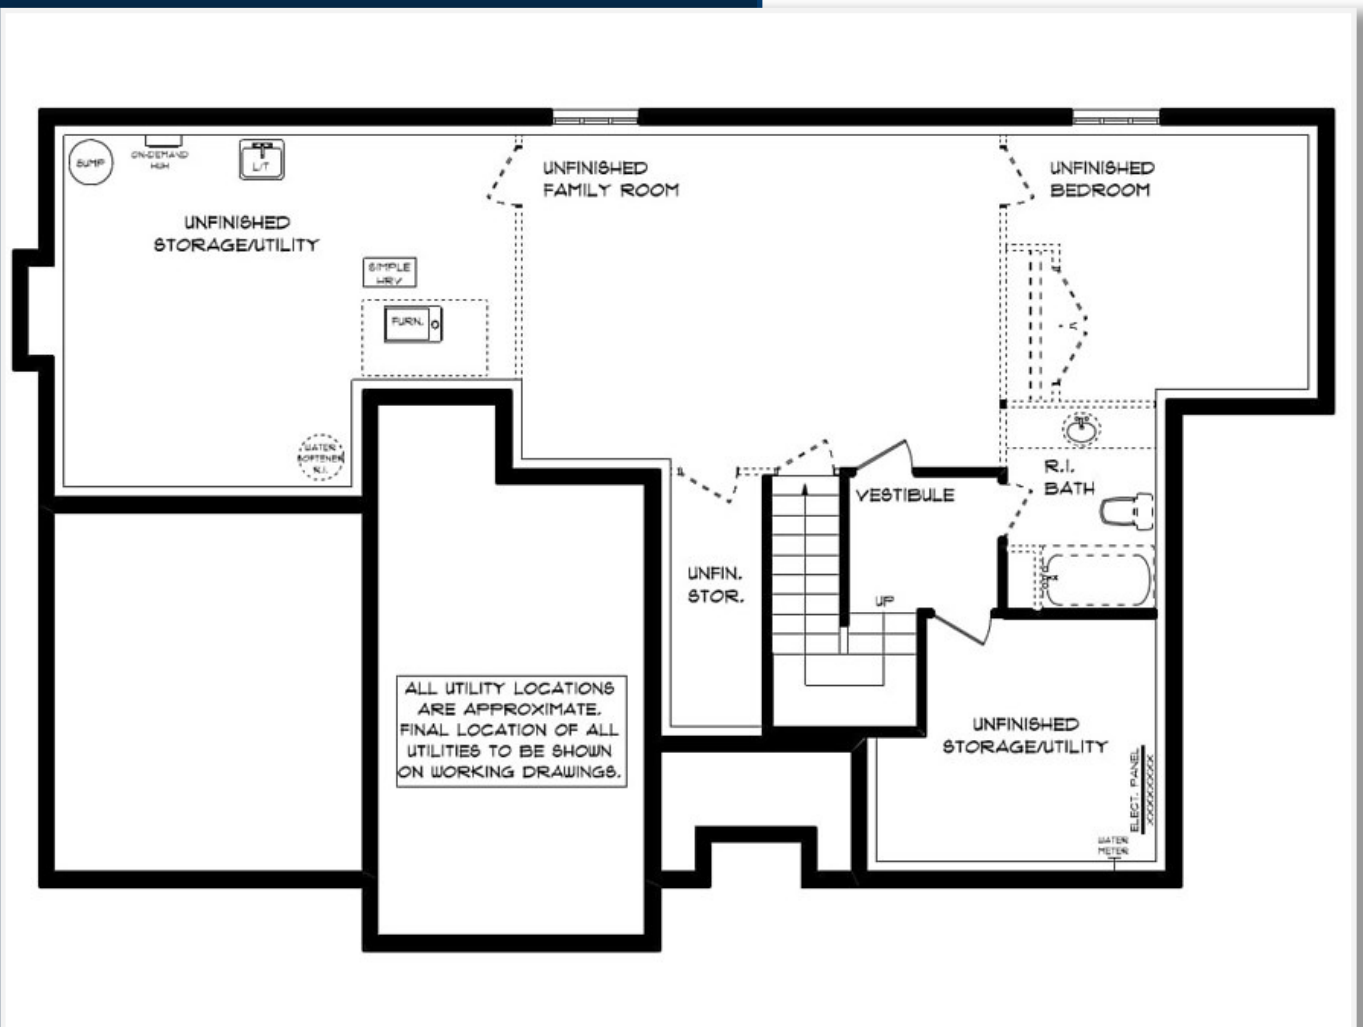 SUMP
ON-DEMAND
HWH
L/T
UNFINISHED
STORAGE/UTILITY
UNFINISHED
FAMILY ROOM
UNFINISHED
BEDROOM
SIMPLE
HRV
FURN.
WATER
SOFTENER
R.I.
VESTIBULE
R.I.
BATH
UNFIN.
STOR.
UP
ALL UTILITY LOCATIONS
ARE APPROXIMATE.
FINAL LOCATION OF ALL
UTILITIES TO BE SHOWN
ON WORKING DRAWINGS.
UNFINISHED
STORAGE/UTILITY
ELECT. PANEL
WATER
METER